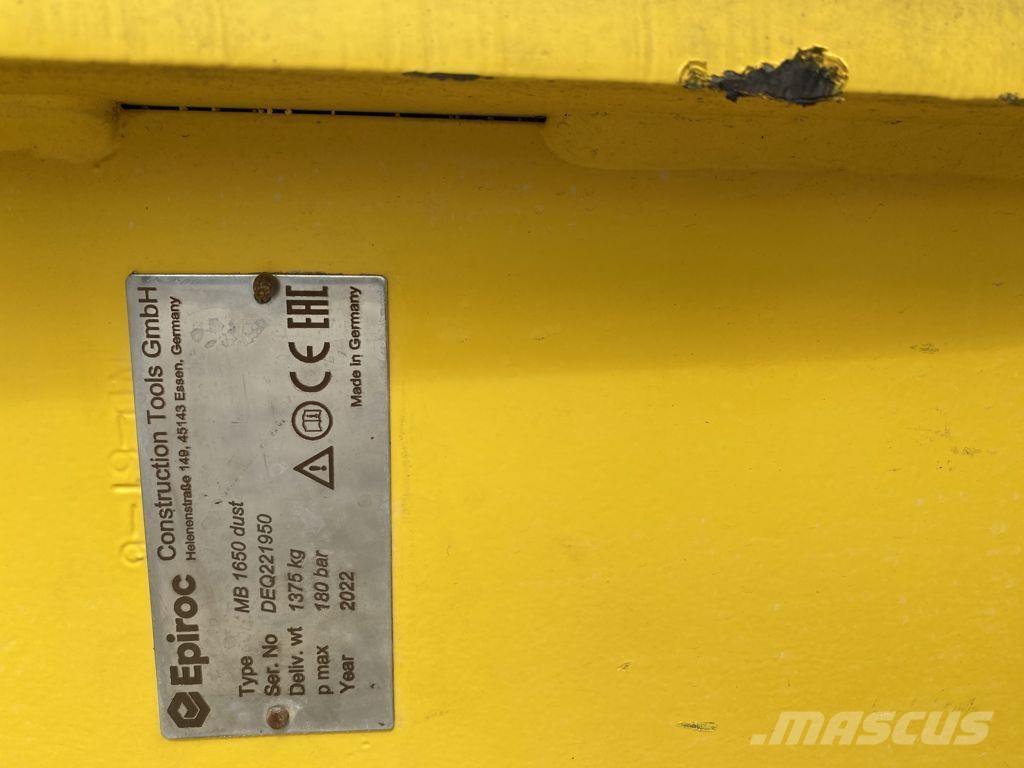 Epiroc Construction Tools GmbH
Helenenstraße 149, 45143 Essen, Germany
Type MB 1650 dust
Ser. No DEQ221950
Deliv. wt 1375 kg
p max 180 bar
Year 2022
CE EAC
Made in Germany
MASCUS